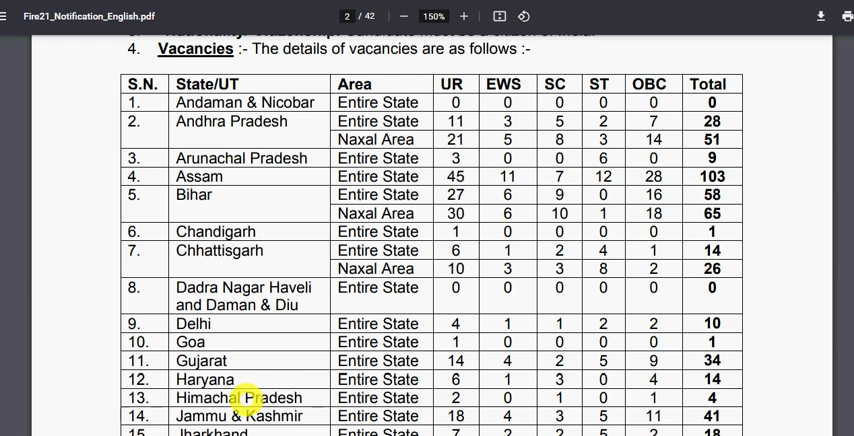 Fire21_Notification_English.pdf 2 / 42 — 150% +
4. Vacancies :- The details of vacancies are as follows :-
S.N. State/UT Area UR EWS SC ST OBC Total
1. Andaman & Nicobar Entire State 0 0 0 0 0 0
2. Andhra Pradesh Entire State 11 3 5 2 7 28
Naxal Area 21 5 8 3 14 51
3. Arunachal Pradesh Entire State 3 0 0 6 0 9
4. Assam Entire State 45 11 7 12 28 103
5. Bihar Entire State 27 6 9 0 16 58
Naxal Area 30 6 10 1 18 65
6. Chandigarh Entire State 1 0 0 0 0 1
7. Chhattisgarh Entire State 6 1 2 4 1 14
Naxal Area 10 3 3 8 2 26
8. Dadra Nagar Haveli Entire State 0 0 0 0 0 0
and Daman & Diu
9. Delhi Entire State 4 1 1 2 2 10
10. Goa Entire State 1 0 0 0 0 1
11. Gujarat Entire State 14 4 2 5 9 34
12. Haryana Entire State 6 1 3 0 4 14
13. Himachal Pradesh Entire State 2 0 1 0 1 4
14. Jammu & Kashmir Entire State 18 4 3 5 11 41
15. Jharkhand Entire State 7 2 2 5 2 18